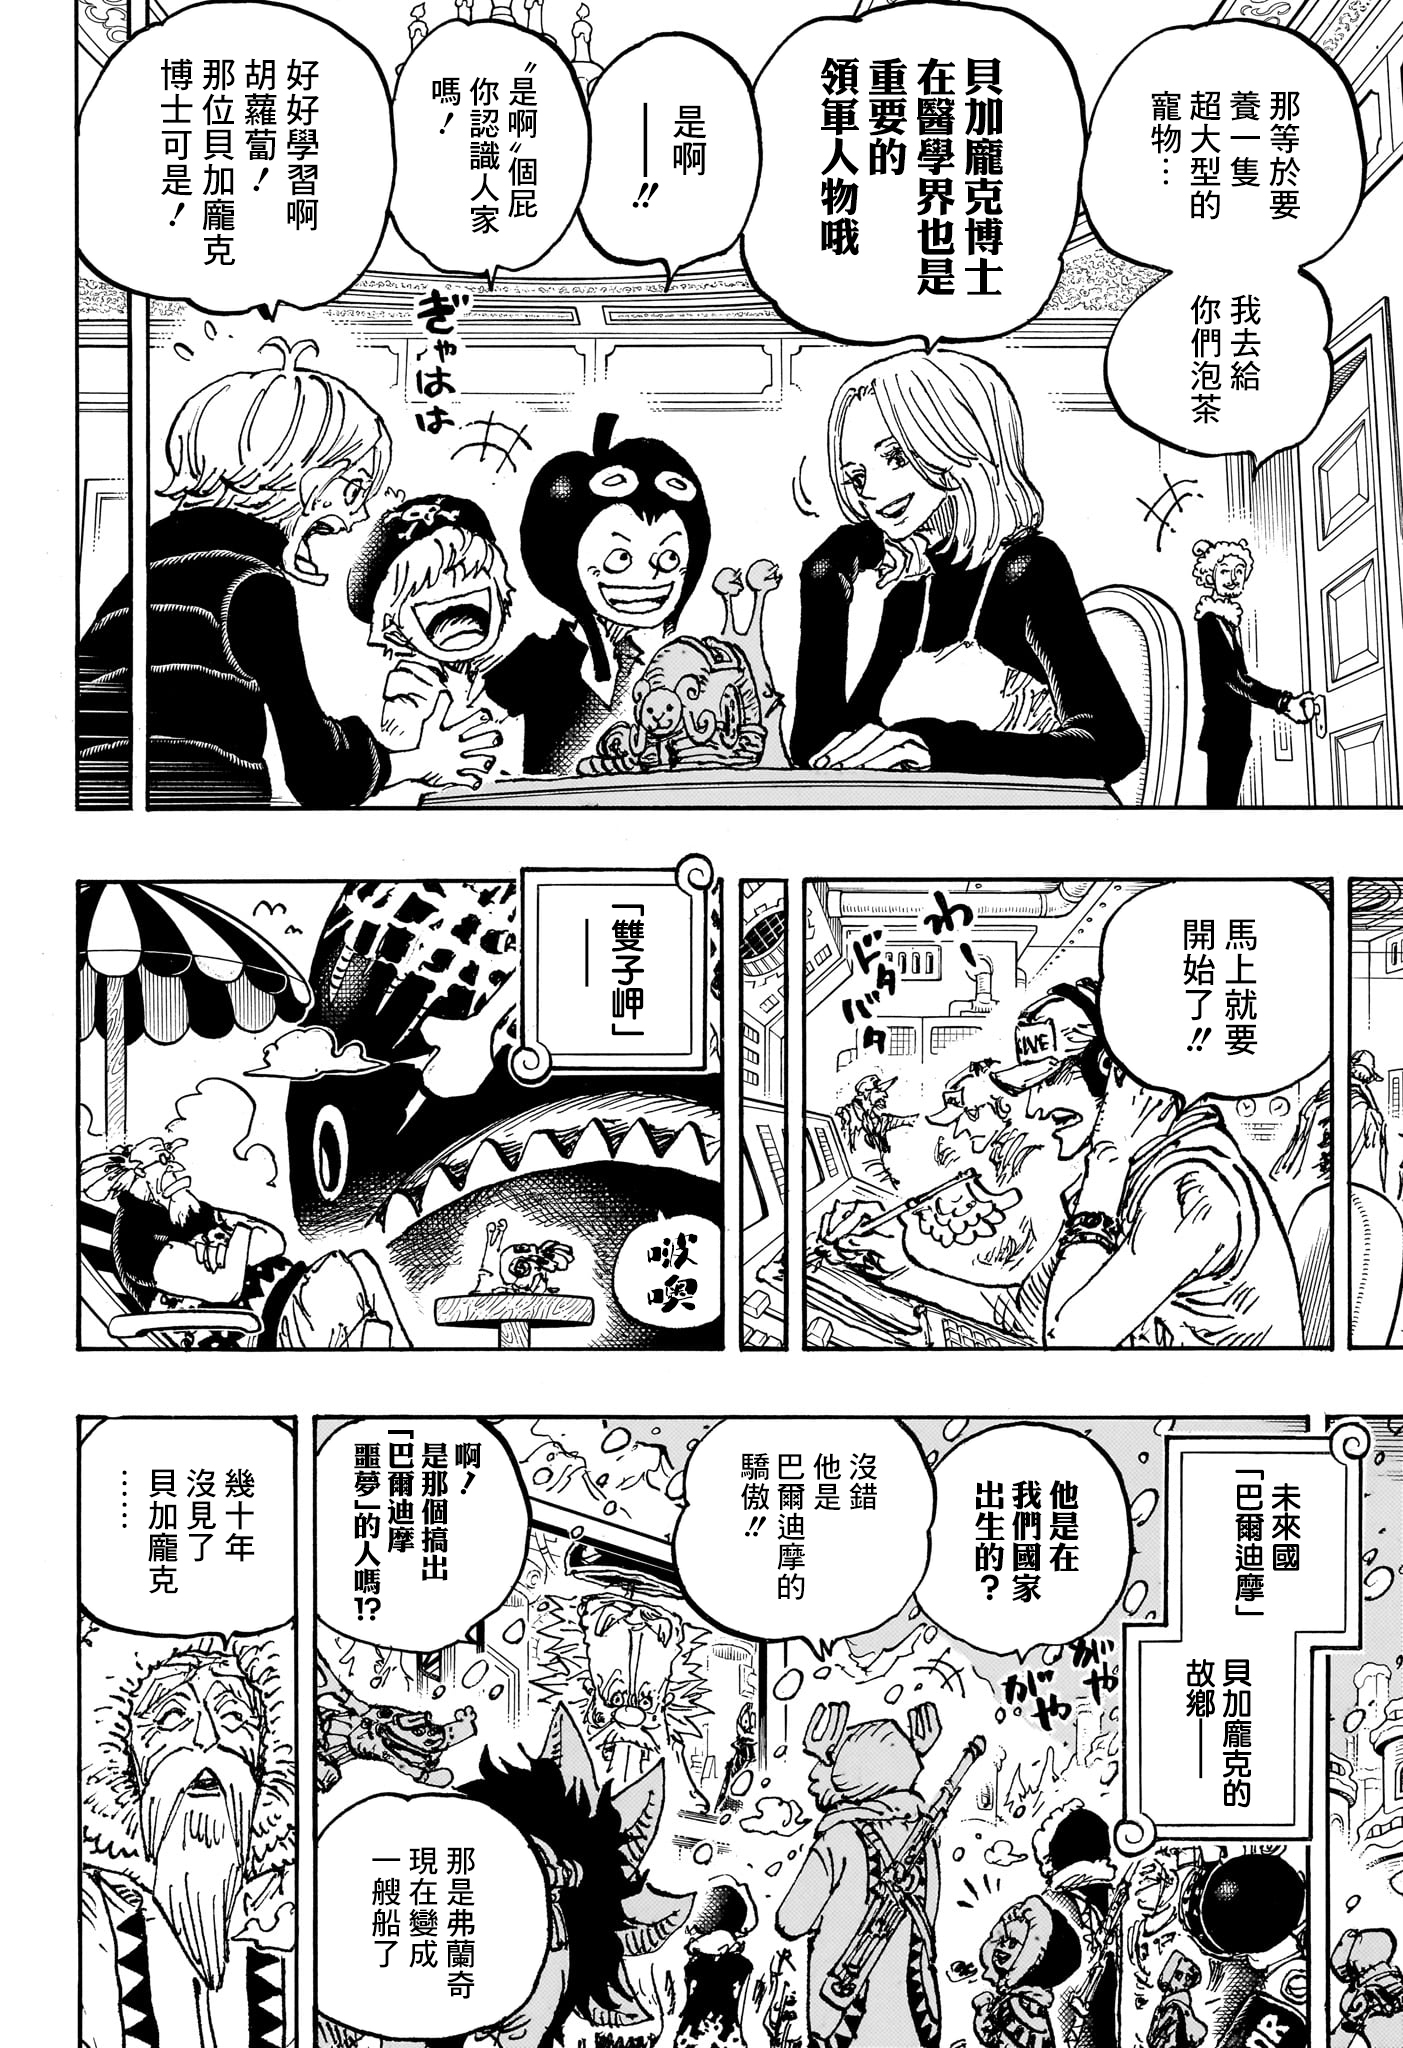 那等於要
養一隻
超大型的
寵物…
我去給
你們泡茶
貝加龐克博士
在醫學界也是
重要的
領軍人物哦
是啊
——!!
〝是啊〞個屁
你認識人家
嗎!
好好學習啊
胡蘿蔔!
那位貝加龐克
博士可是!
ぎゃはは
馬上就要
開始了!!
わー
ドタ
バタ
LIVE
「雙子岬」
——
啵噢
未來國
「巴爾迪摩」
貝加龐克的
故鄉——
他是在
我們國家
出生的?
沒錯
他是
巴爾迪摩的
驕傲!!
がや
がや
がや
啊!
是那個搞出
「巴爾迪摩
噩夢」的人嗎!?
那是弗蘭奇
現在變成
一艘船了
幾十年
沒見了
貝加龐克
……